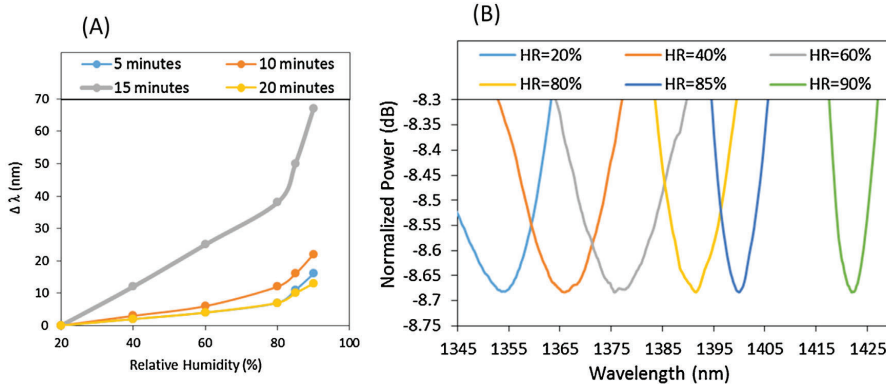 (A)
5 minutes
10 minutes
15 minutes
20 minutes
70
60
50
40
30
20
10
0
Δ λ (nm)
20
40
60
80
100
Relative Humidity (%)
(B)
HR=20%
HR=40%
HR=60%
HR=80%
HR=85%
HR=90%
-8.3
-8.35
-8.4
-8.45
-8.5
-8.55
-8.6
-8.65
-8.7
-8.75
Normalized Power (dB)
1345
1355
1365
1375
1385
1395
1405
1415
1425
Wavelength (nm)